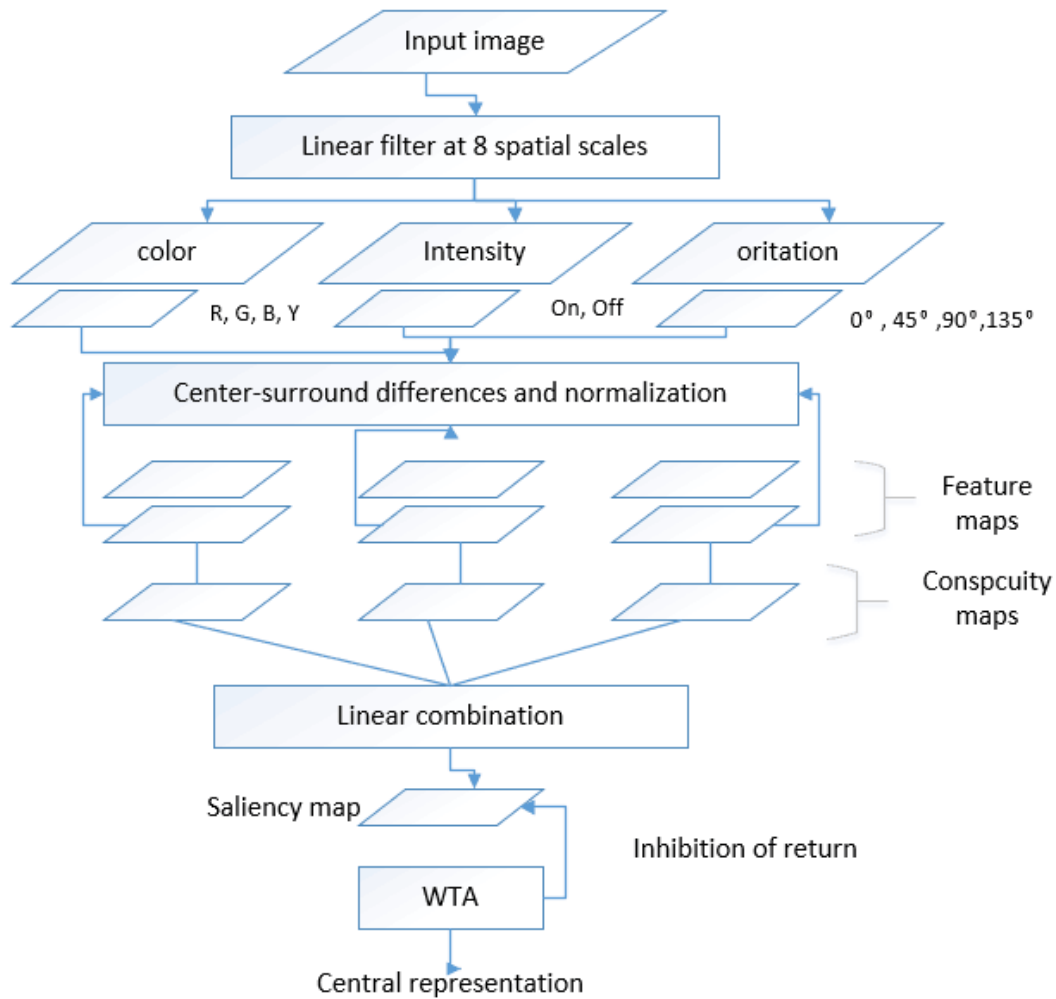 Input image
Linear filter at 8 spatial scales
color
Intensity
oritation
R, G, B, Y
On, Off
0° , 45° ,90°,135°
Center-surround differences and normalization
Feature
maps
Conspcuity
maps
Linear combination
Saliency map
Inhibition of return
WTA
Central representation